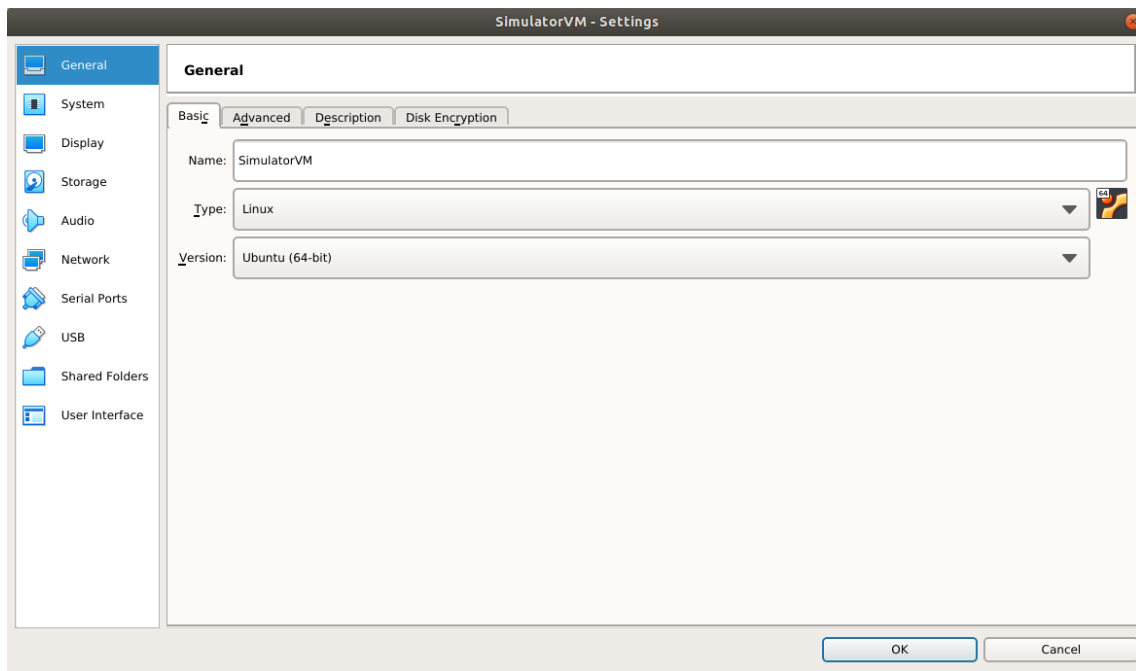 SimulatorVM - Settings
General
System
Display
Storage
Audio
Network
Serial Ports
USB
Shared Folders
User Interface
General
Basic Advanced Description Disk Encryption
Name: SimulatorVM
Type: Linux
64
Version: Ubuntu (64-bit)
OK Cancel